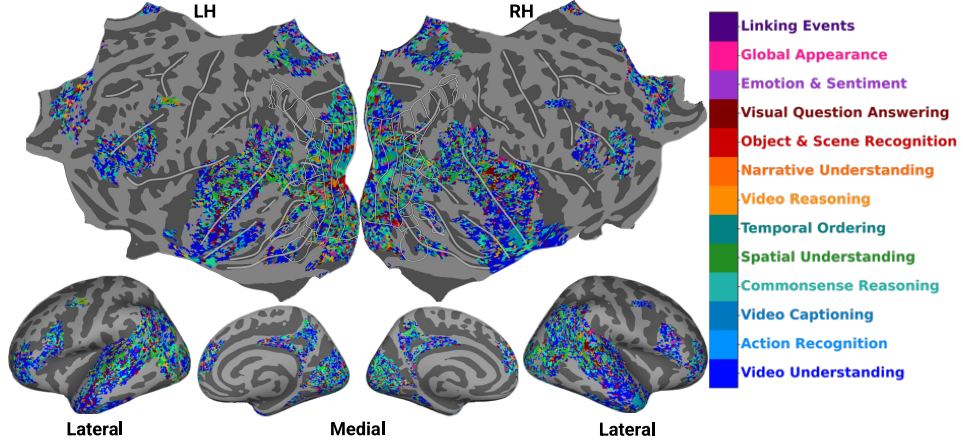 LH
RH
Linking Events
Global Appearance
Emotion & Sentiment
Visual Question Answering
Object & Scene Recognition
Narrative Understanding
Video Reasoning
Temporal Ordering
Spatial Understanding
Commonsense Reasoning
Video Captioning
Action Recognition
Video Understanding
Lateral
Medial
Lateral